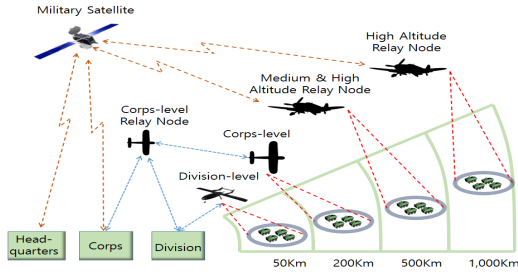 Military Satellite
High Altitude
Relay Node
Medium & High
Altitude Relay Node
Corps-level
Relay Node
Corps-level
Division-level
Head-
quarters
Corps
Division
50Km
200Km
500Km
1,000Km